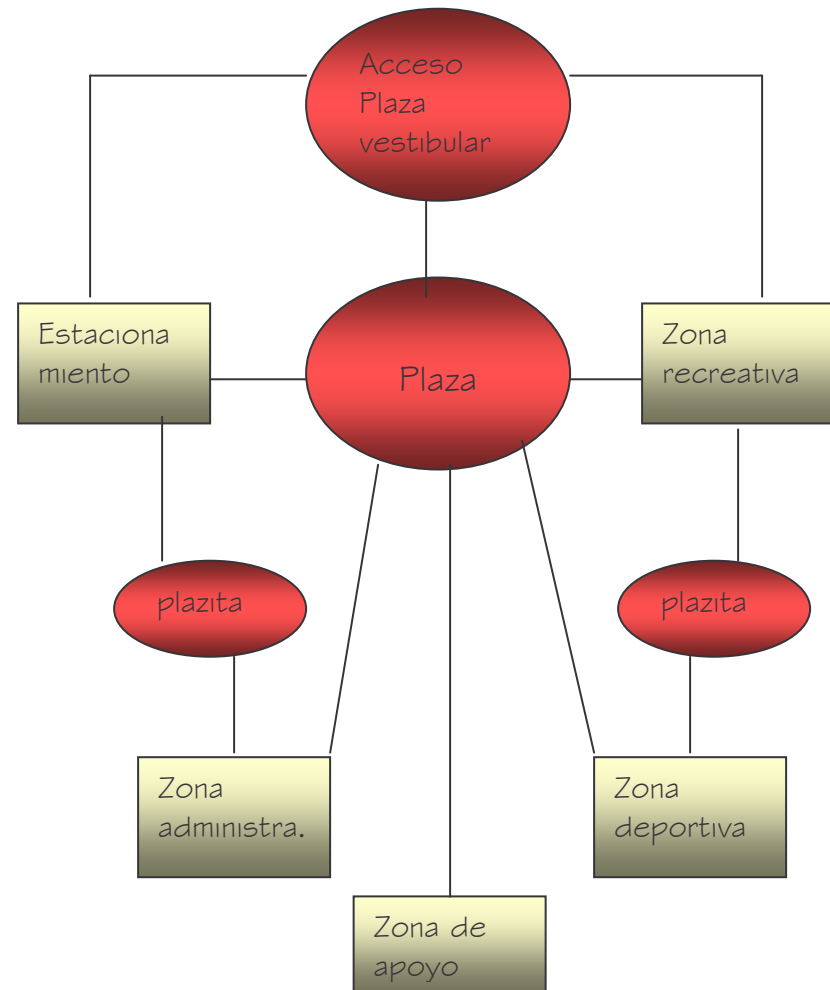 Acceso
Plaza
vestibular
Estaciona
miento
Plaza
Zona
recreativa
plazita
plazita
Zona
administra.
Zona
deportiva
Zona de
apoyo